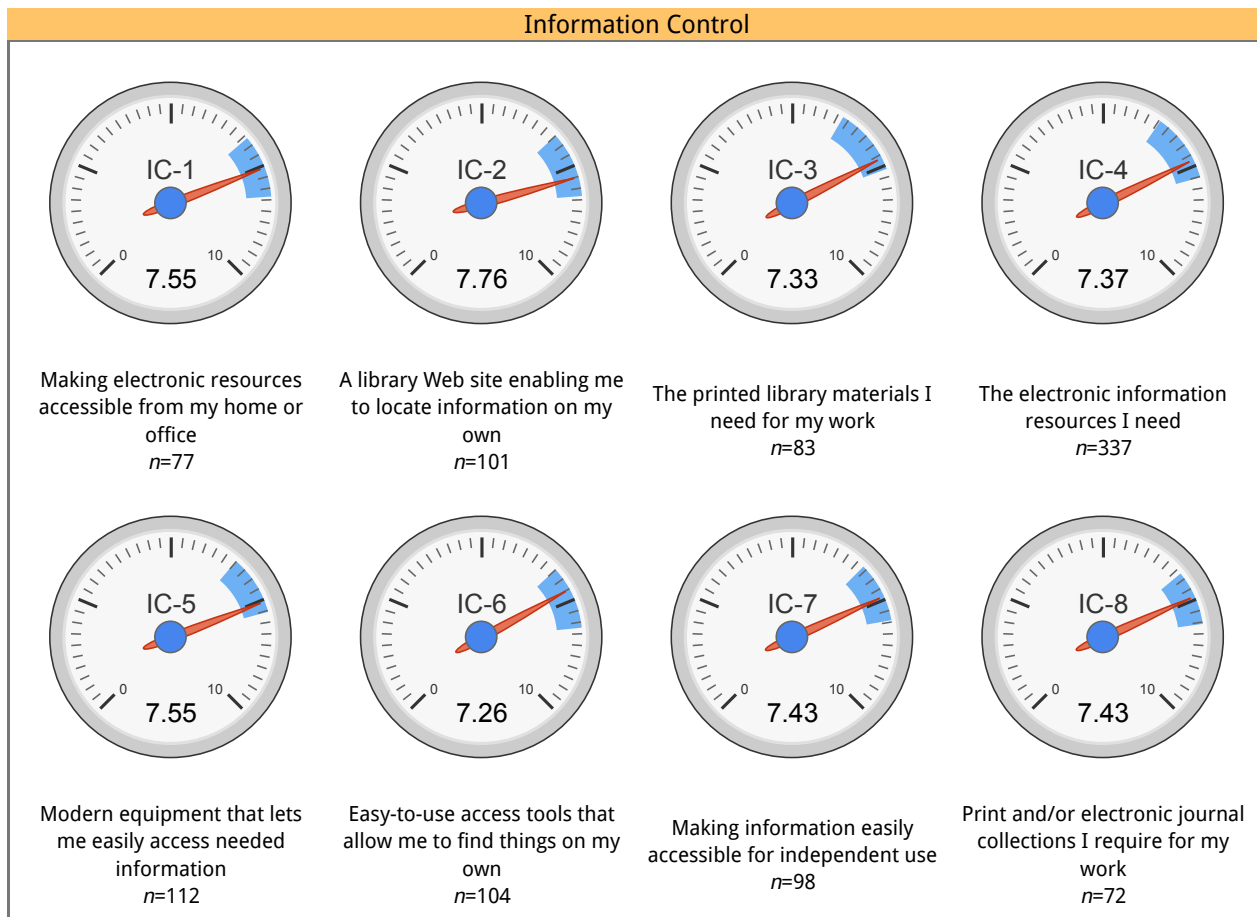 Information Control
IC-1
0
10
7.55
IC-2
0
10
7.76
IC-3
0
10
7.33
IC-4
0
10
7.37
Making electronic resources
accessible from my home or
office
n=77
A library Web site enabling me
to locate information on my
own
n=101
The printed library materials I
need for my work
n=83
The electronic information
resources I need
n=337
IC-5
0
10
7.55
IC-6
0
10
7.26
IC-7
0
10
7.43
IC-8
0
10
7.43
Modern equipment that lets
me easily access needed
information
n=112
Easy-to-use access tools that
allow me to find things on my
own
n=104
Making information easily
accessible for independent use
n=98
Print and/or electronic journal
collections I require for my
work
n=72